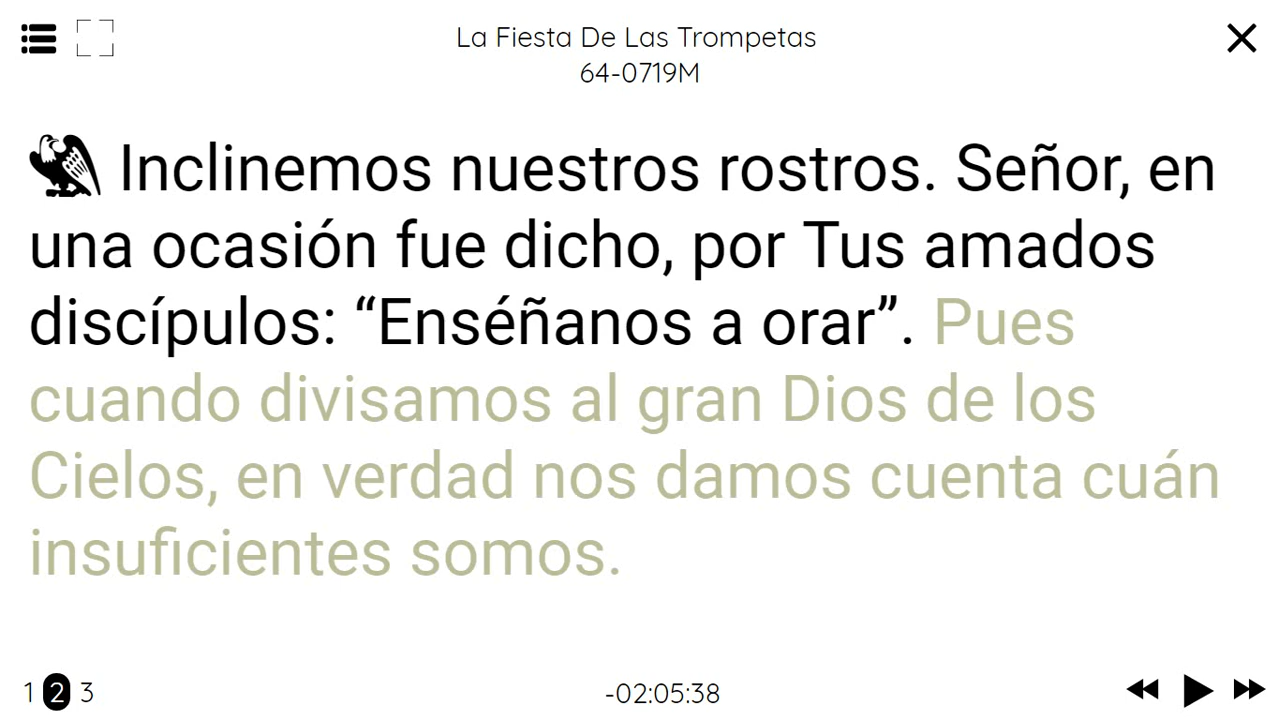 La Fiesta De Las Trompetas
64-0719M
Inclinemos nuestros rostros. Señor, en
una ocasión fue dicho, por Tus amados
discípulos: “Enséñanos a orar”. Pues
cuando divisamos al gran Dios de los
Cielos, en verdad nos damos cuenta cuán
insuficientes somos.
1 2 3
-02:05:38